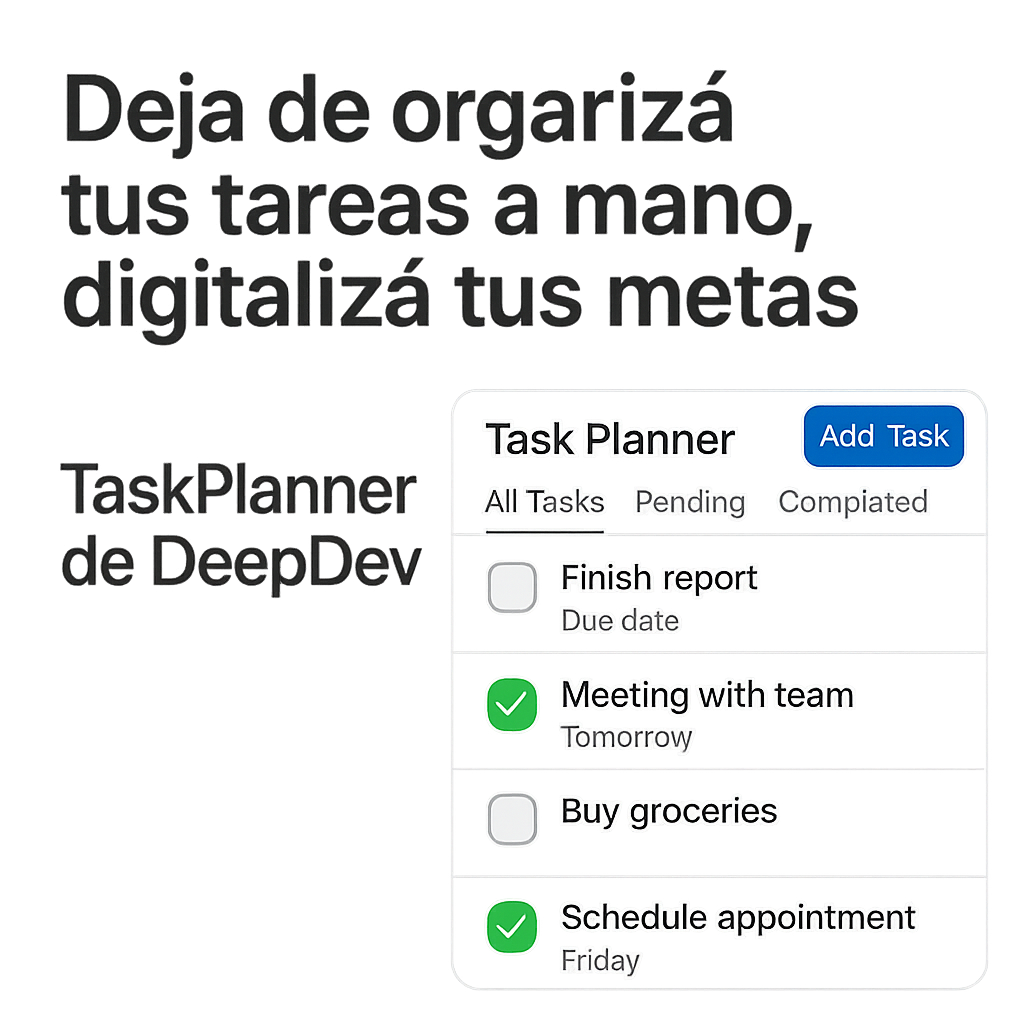 Deja de orgarizá
tus tareas a mano,
digitalizá tus metas
TaskPlanner
de DeepDev
Task Planner
Add Task
All Tasks Pending Compiated
Finish report
Due date
Meeting with team
Tomorrow
Buy groceries
Schedule appointment
Friday